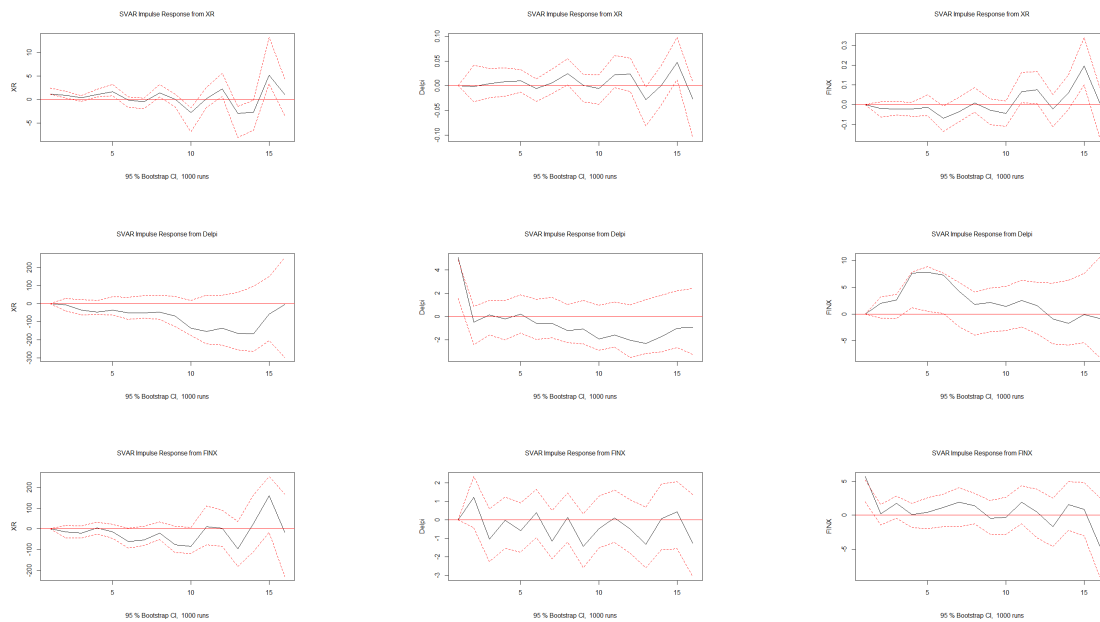 SVAR Impulse Response from XR
XR
10
5
0
-5
5
10
15
95 % Bootstrap CI, 1000 runs
SVAR Impulse Response from XR
Delpi
0.10
0.05
0.00
-0.05
-0.10
5
10
15
95 % Bootstrap CI, 1000 runs
SVAR Impulse Response from XR
FINX
0.3
0.2
0.1
0.0
-0.1
5
10
15
95 % Bootstrap CI, 1000 runs
SVAR Impulse Response from Delpi
XR
200
100
0
-100
-200
-300
5
10
15
95 % Bootstrap CI, 1000 runs
SVAR Impulse Response from Delpi
Delpi
4
2
0
-2
5
10
15
95 % Bootstrap CI, 1000 runs
SVAR Impulse Response from Delpi
FINX
10
5
0
-5
5
10
15
95 % Bootstrap CI, 1000 runs
SVAR Impulse Response from FINX
XR
200
100
0
-100
-200
5
10
15
95 % Bootstrap CI, 1000 runs
SVAR Impulse Response from FINX
Delpi
2
1
0
-1
-2
-3
5
10
15
95 % Bootstrap CI, 1000 runs
SVAR Impulse Response from FINX
FINX
5
0
-5
5
10
15
95 % Bootstrap CI, 1000 runs